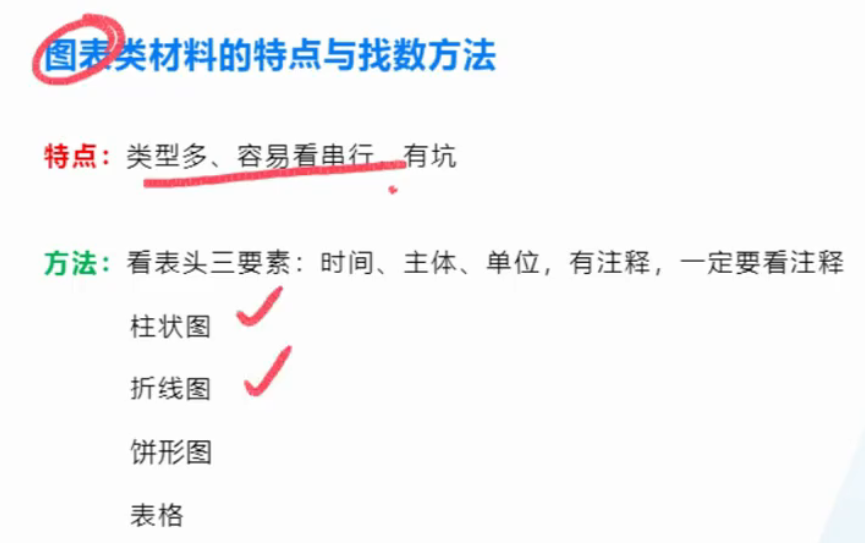 图表类材料的特点与找数方法
特点：类型多、容易看串行、有坑
方法：看表头三要素：时间、主体、单位，有注释，一定要看注释
柱状图
折线图
饼形图
表格